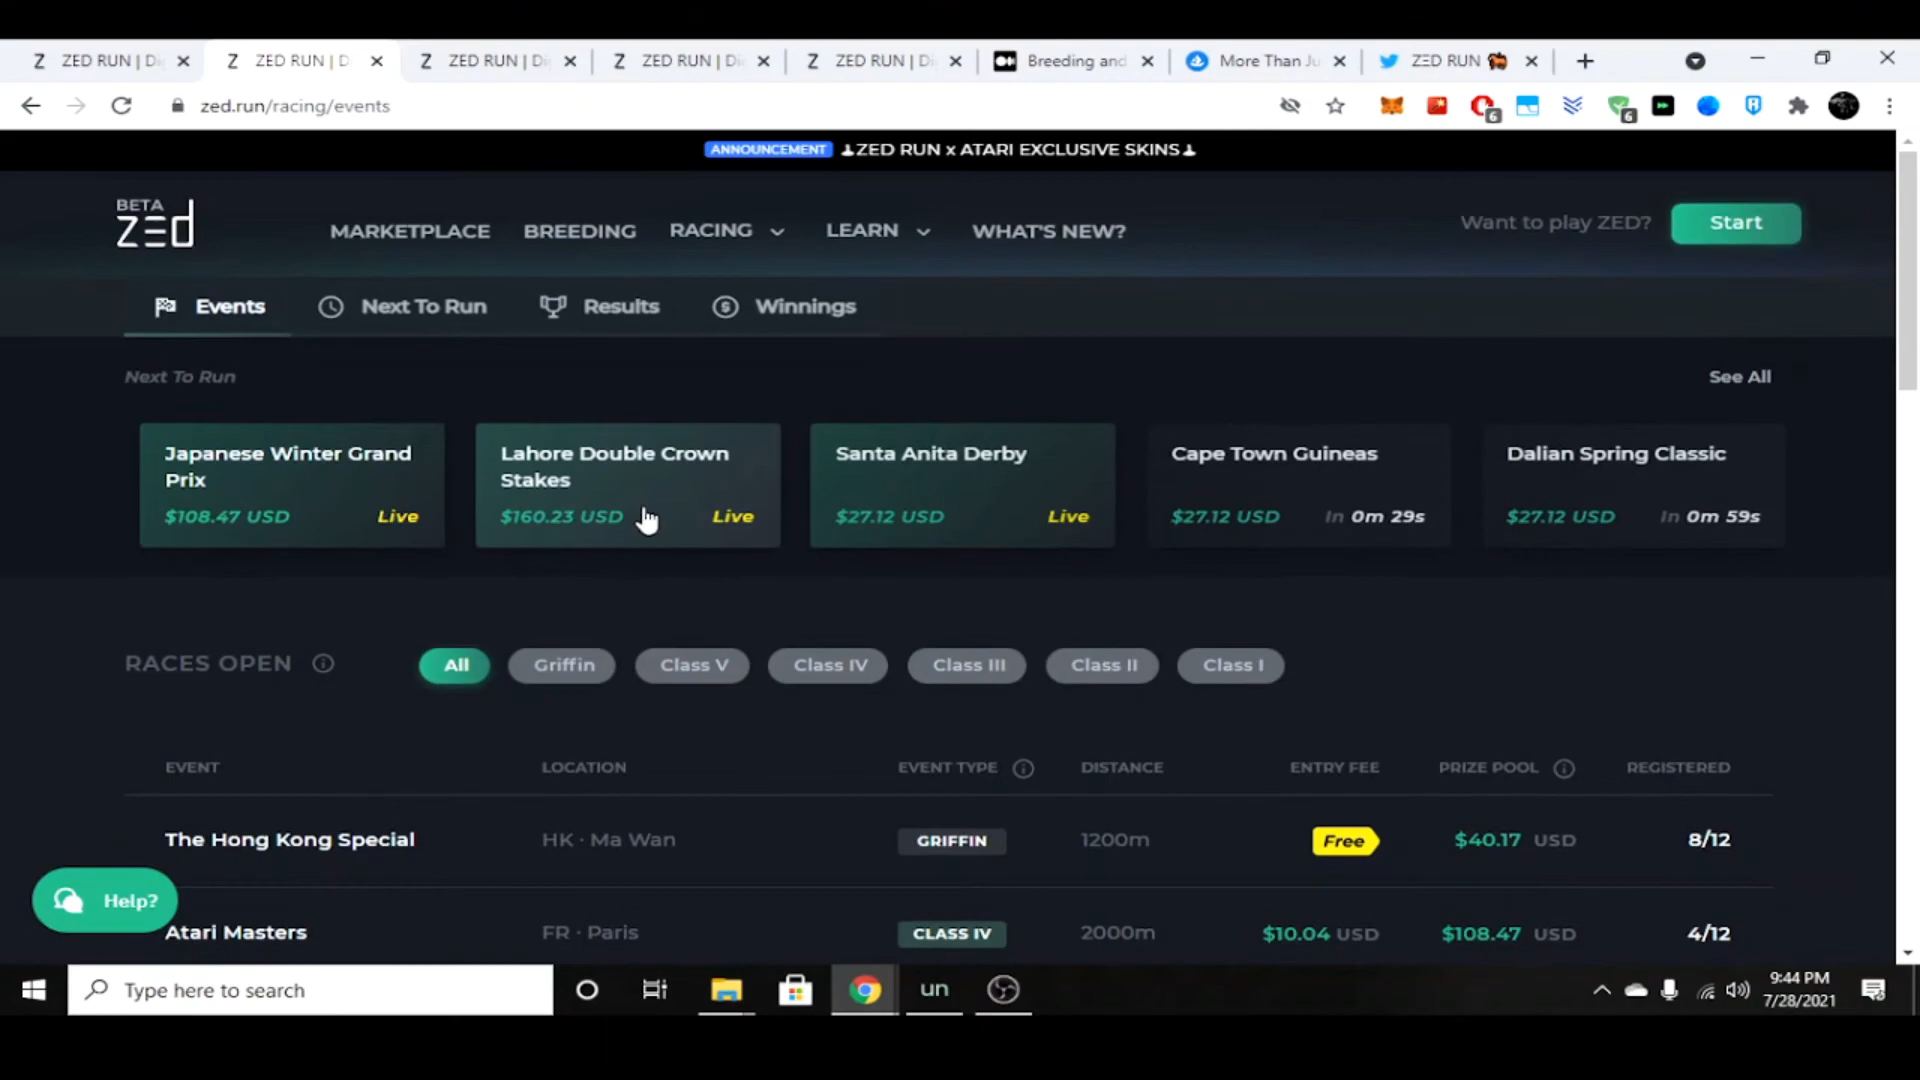 ZED RUN | Di
ZED RUN | D
ZED RUN | Di
ZED RUN | Di
ZED RUN | Di
Breeding and
More Than Ju
ZΞD RUN
zed.run/racing/events
6
6
ANNOUNCEMENT ZED RUN x ATARI EXCLUSIVE SKINS
BETA
zed
MARKETPLACE BREEDING RACING LEARN WHAT'S NEW?
Want to play ZED? Start
Events Next To Run Results Winnings
Next To Run See All
Japanese Winter Grand
Prix
$108.47 USD Live
Lahore Double Crown
Stakes
$160.23 USD Live
Santa Anita Derby
$27.12 USD Live
Cape Town Guineas
$27.12 USD In 0m 29s
Dalian Spring Classic
$27.12 USD In 0m 59s
RACES OPEN All Griffin Class V Class IV Class III Class II Class I
EVENT LOCATION EVENT TYPE DISTANCE ENTRY FEE PRIZE POOL REGISTERED
The Hong Kong Special HK · Ma Wan GRIFFIN 1200m Free $40.17 USD 8/12
Atari Masters FR · Paris CLASS IV 2000m $10.04 USD $108.47 USD 4/12
Help?
Type here to search
un
9:44 PM
7/28/2021